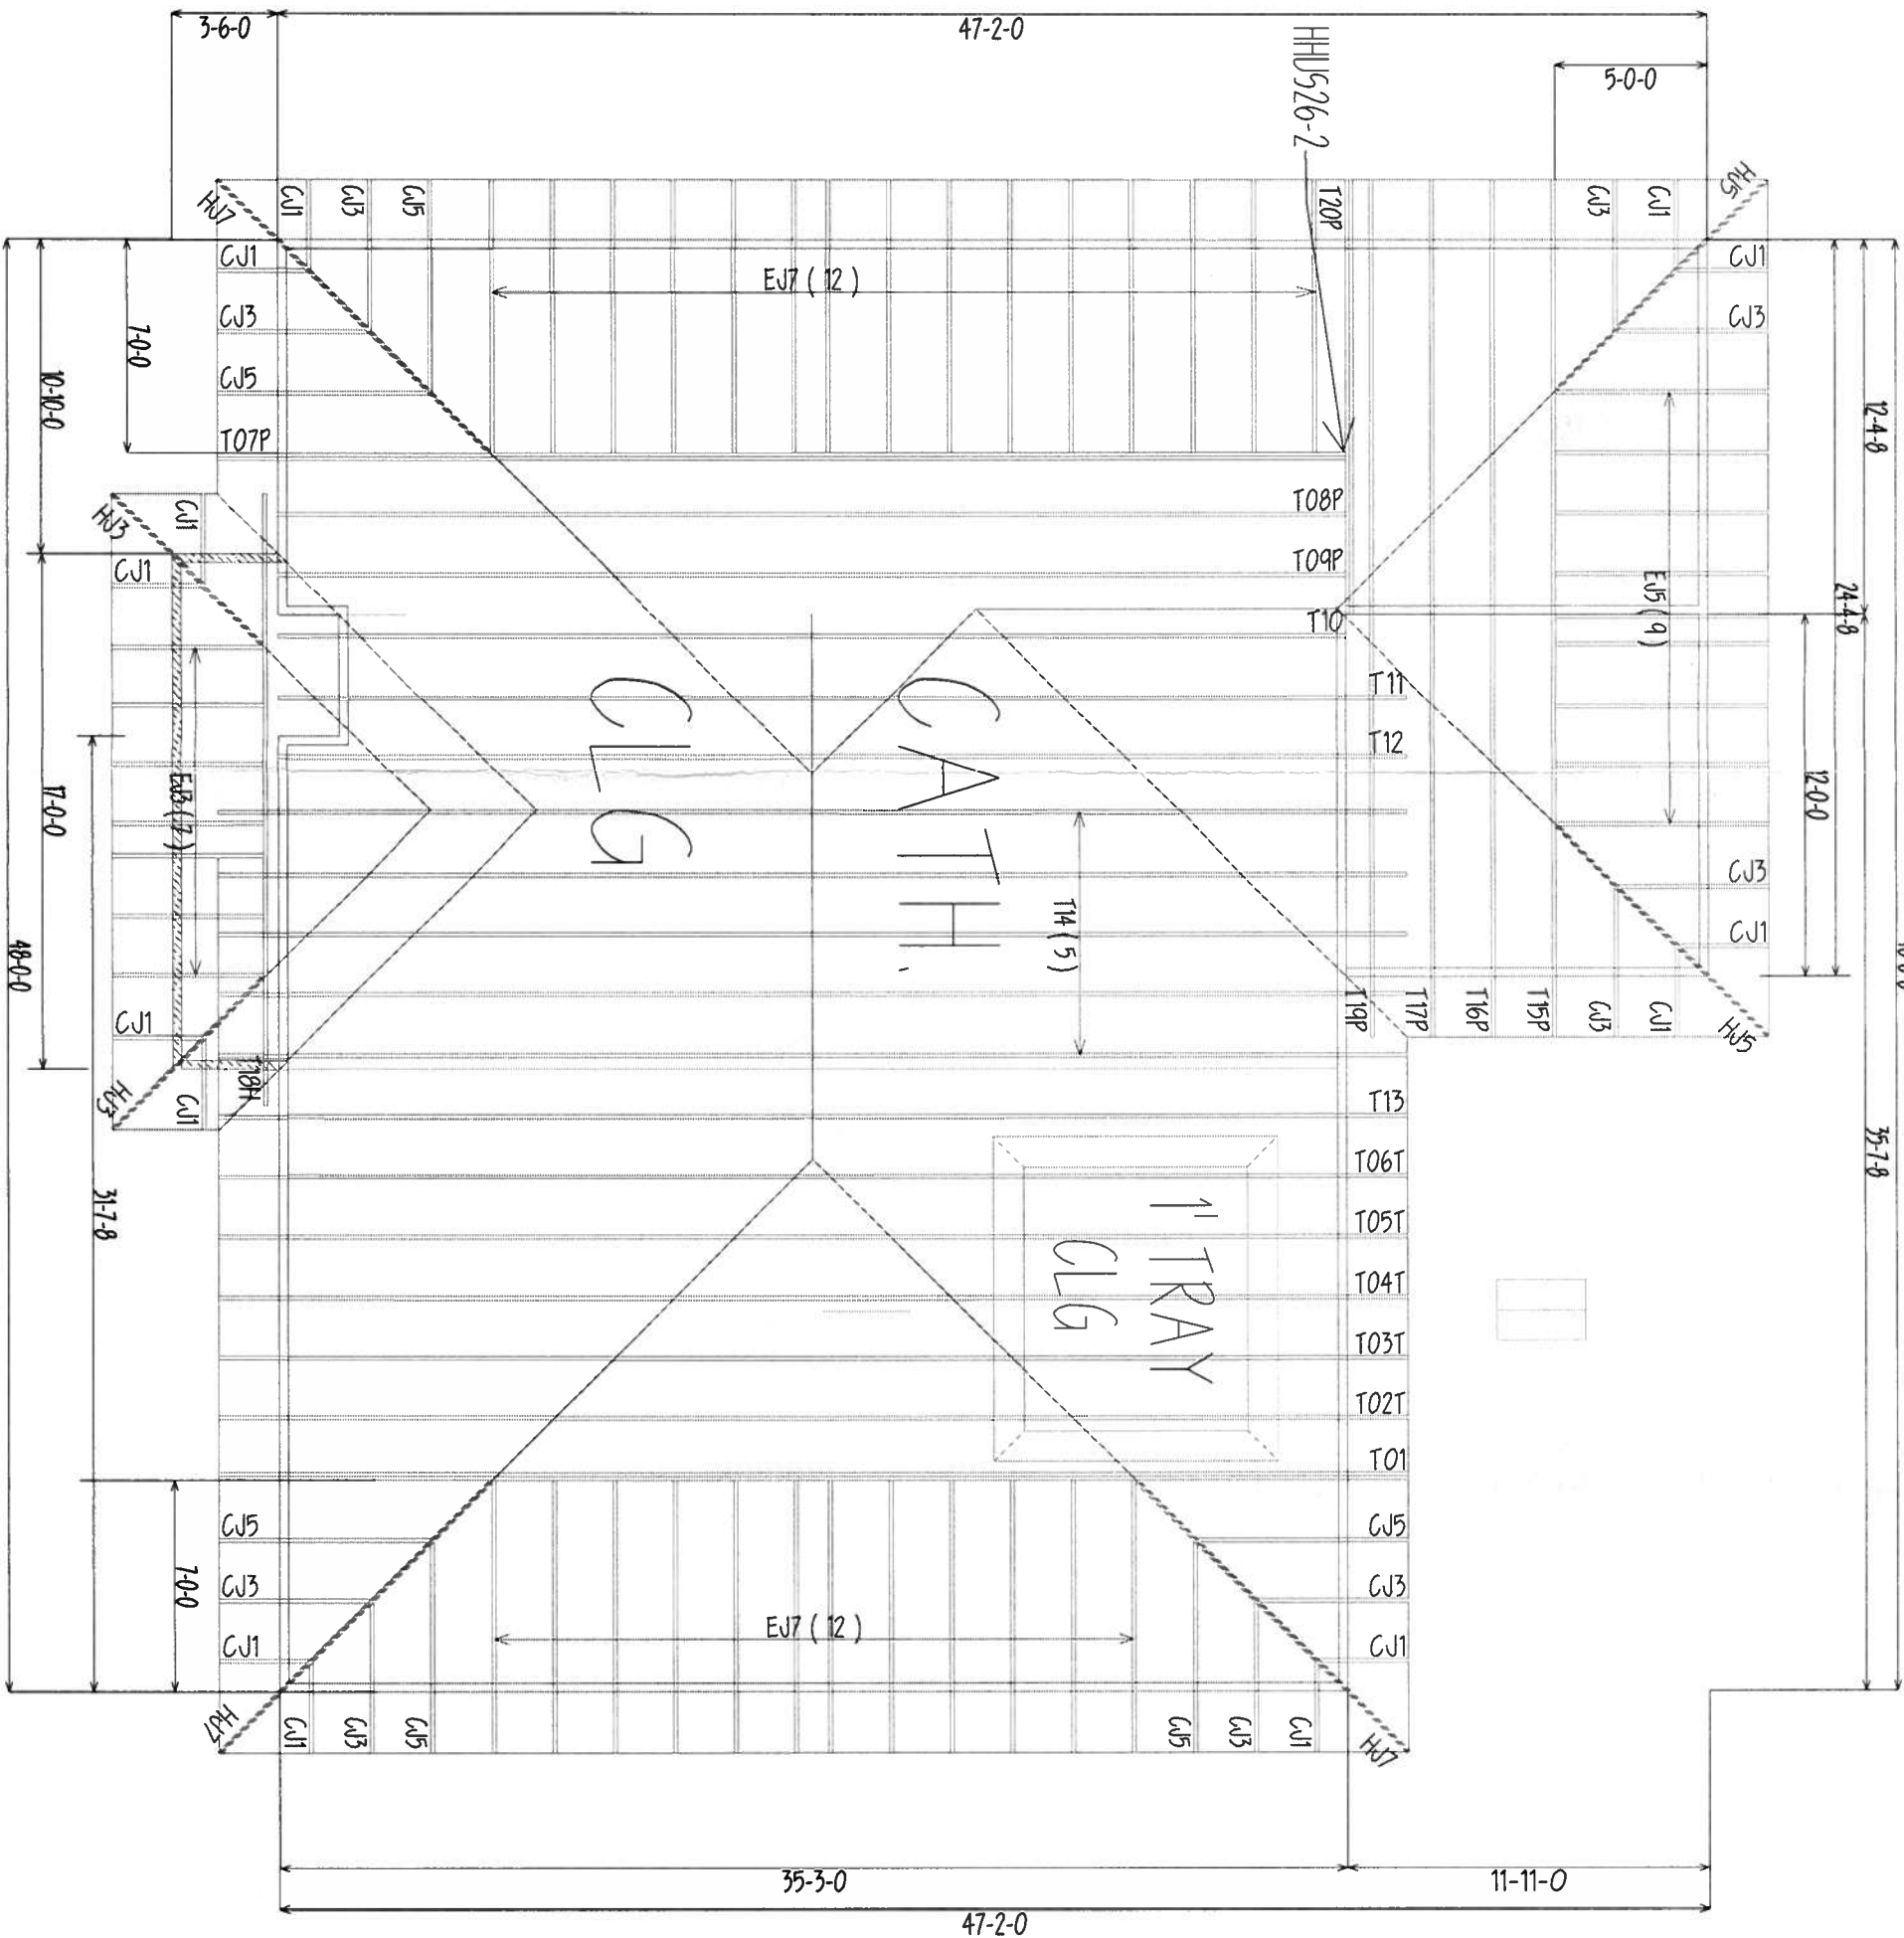 3-6-0
47-2-0
5-0-0
HHUS26-2
HJ7
CJ1
CJ3
CJ5
T20P
CJ3
CJ1
HJ5
CJ1
CJ3
CJ5
T07P
EJ7 ( 12 )
CJ1
CJ3
7-0-0
10-10-0
12-4-8
24-4-8
HJ3
CJ1
CJ1
T08P
T09P
T10
T11
T12
EJ5 ( 9 )
12-0-0
CATH.
CLG
T14 ( 5 )
17-0-0
48-0-0
CJ3
CJ1
T19P
T17P
T16P
T15P
CJ3
CJ1
HJ5
CJ1
HJ3
CJ1
T18H
T13
T06T
T05T
T04T
T03T
T02T
T01
TRAY
CLG
31-7-8
35-7-8
7-0-0
CJ5
CJ3
CJ1
HJ7
CJ1
CJ3
CJ5
EJ7 ( 12 )
CJ5
CJ3
CJ1
CJ5
CJ3
CJ1
HJ7
35-3-0
11-11-0
47-2-0